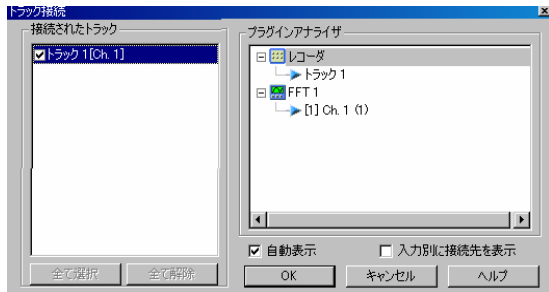 トラック接続
接続されたトラック
トラック 1[Ch. 1]
全て選択
全て解除
プラグインアナライザ
レコーダ
トラック 1
FFT 1
[1] Ch. 1 (1)
自動表示
入力別に接続先を表示
OK
キャンセル
ヘルプ